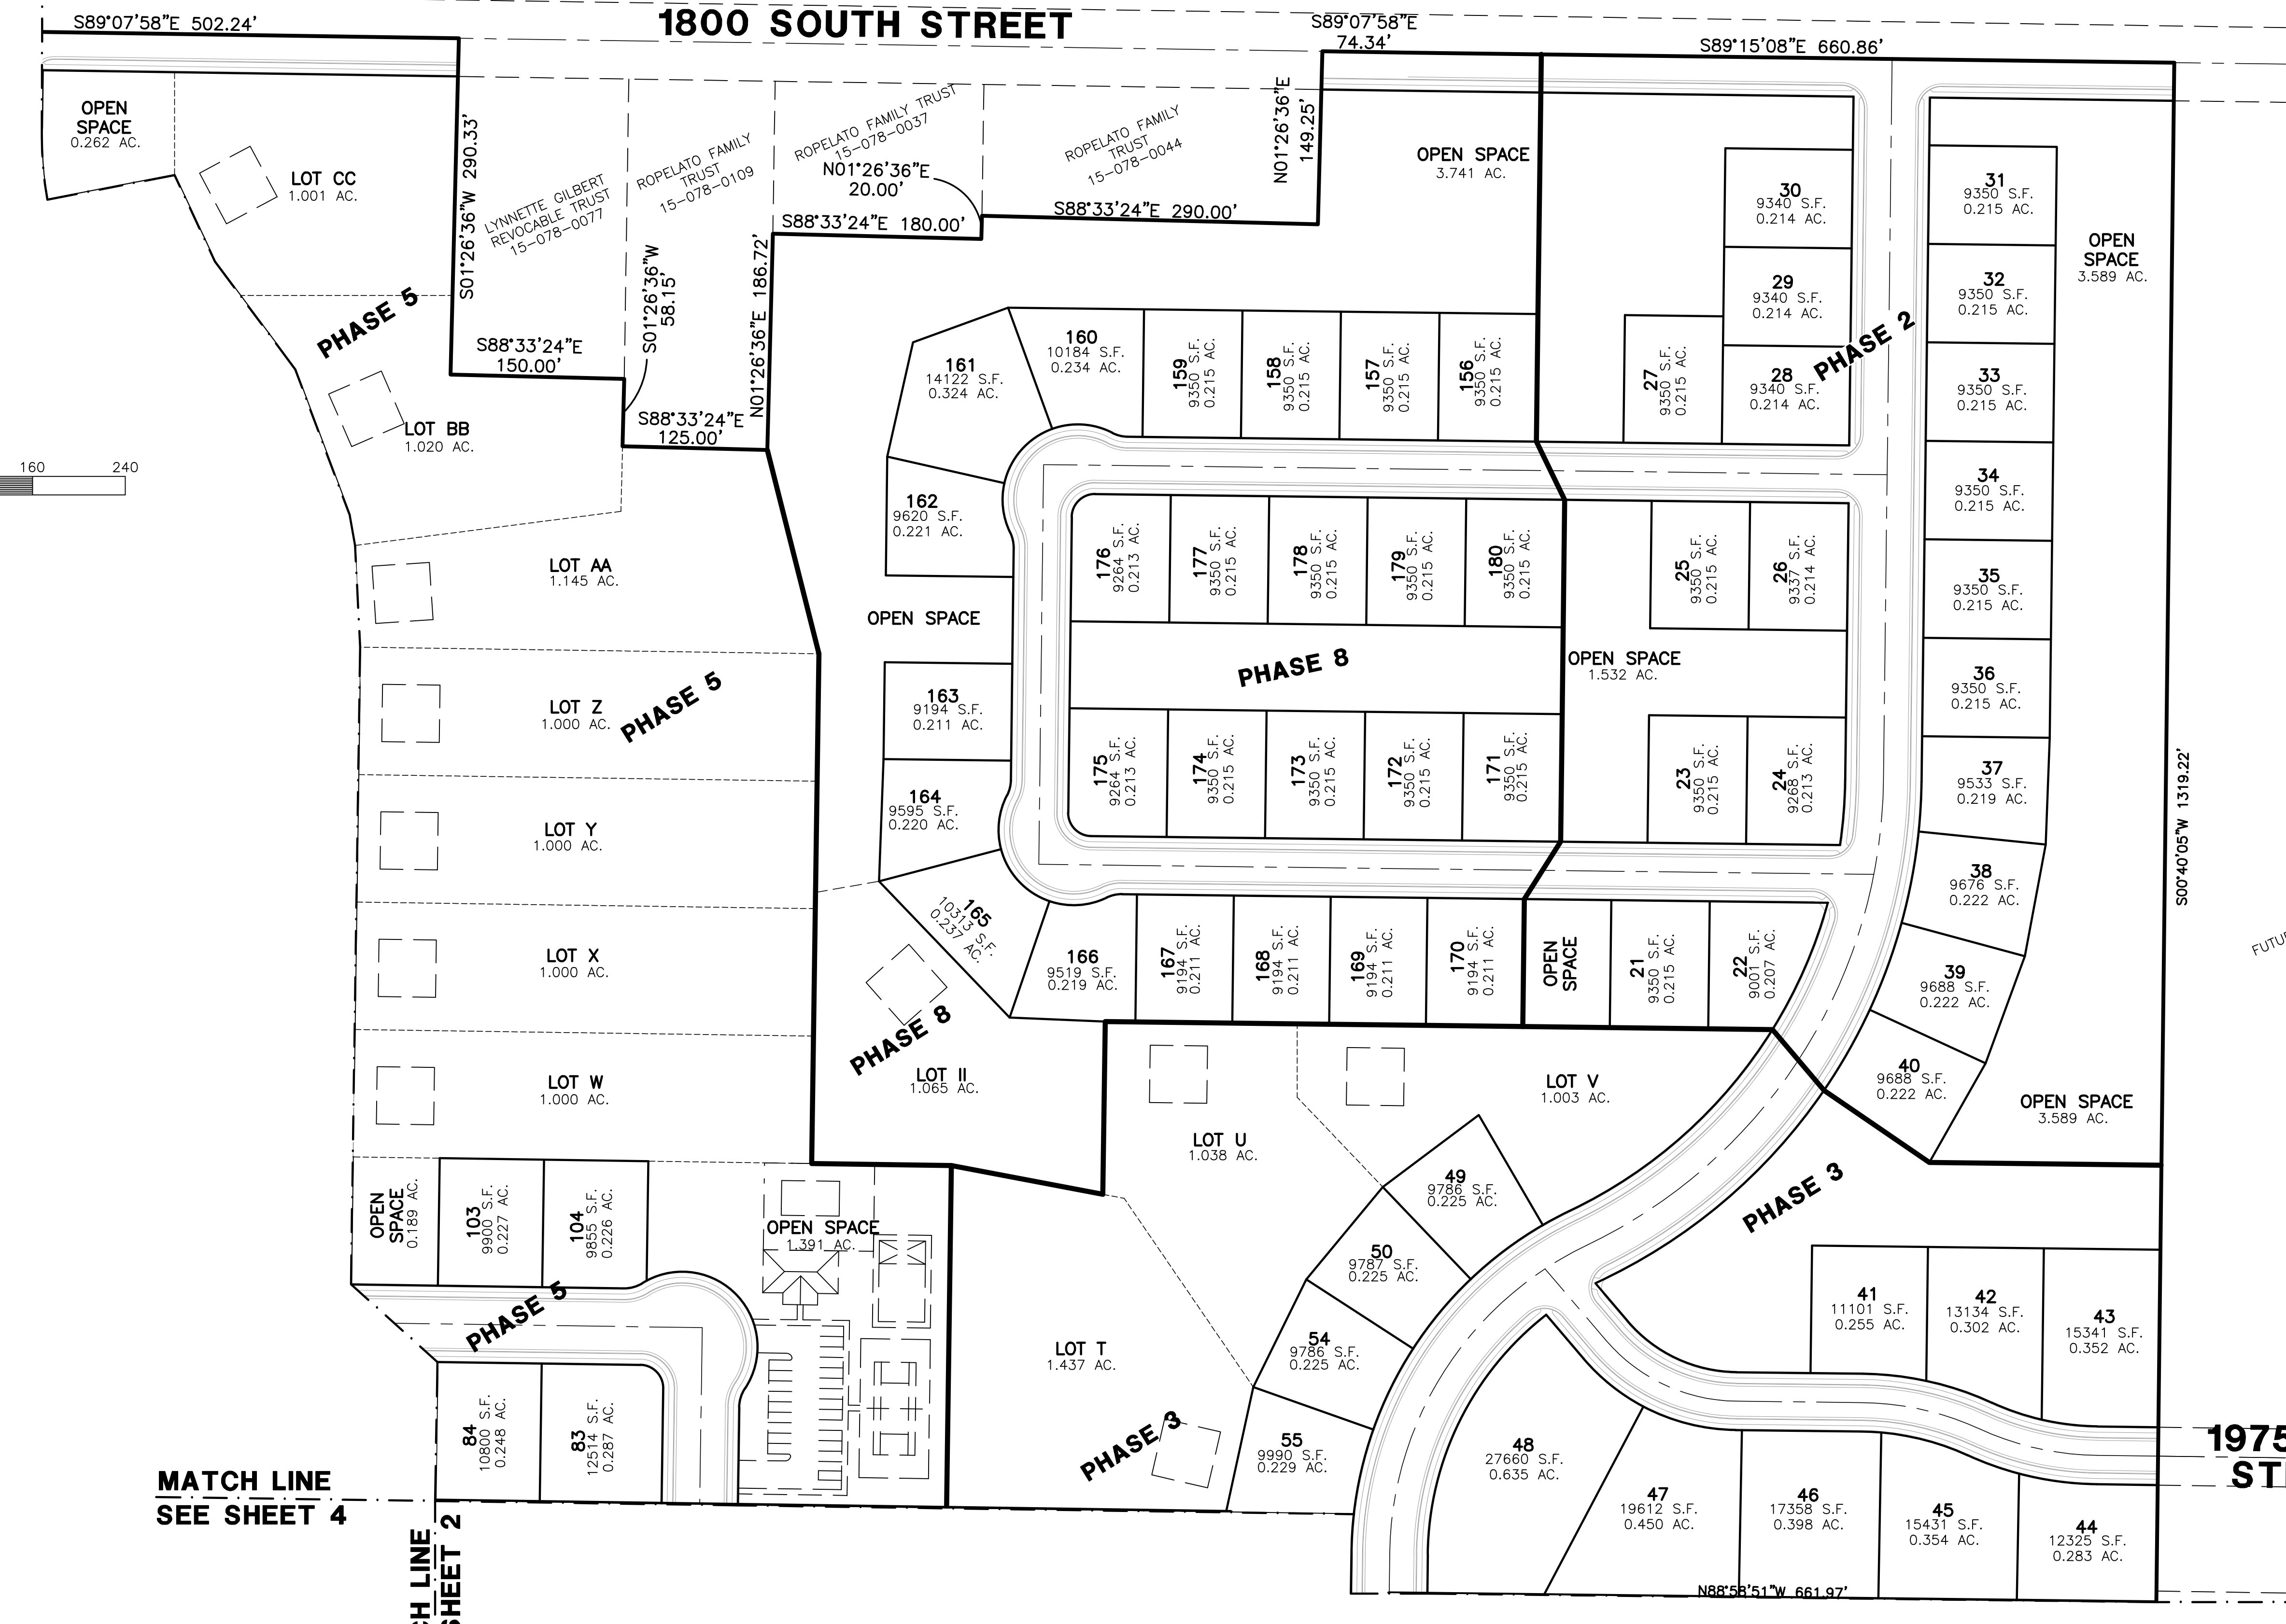 S89°07'58"E 502.24'
1800 SOUTH STREET
S89°07'58"E
74.34'
S89°15'08"E 660.86'
OPEN
SPACE
0.262 AC.
LOT CC
1.001 AC.
S01°26'36"W 290.33'
LYNNETTE GILBERT
REVOCABLE TRUST
15-078-0077
ROPELATO FAMILY
TRUST
15-078-0109
ROPELATO FAMILY TRUST
15-078-0037
N01°26'36"E
20.00'
ROPELATO FAMILY
TRUST
15-078-0044
N01°26'36"E
149.25'
S88°33'24"E 180.00'
S88°33'24"E 290.00'
OPEN SPACE
3.741 AC.
30
9340 S.F.
0.214 AC.
31
9350 S.F.
0.215 AC.
29
9340 S.F.
0.214 AC.
32
9350 S.F.
0.215 AC.
OPEN
SPACE
3.589 AC.
PHASE 5
S88°33'24"E
150.00'
S01°26'36"W
58.15'
N01°26'36"E 186.72'
S88°33'24"E
125.00'
161
14122 S.F.
0.324 AC.
160
10184 S.F.
0.234 AC.
159
9350 S.F.
0.215 AC.
158
9350 S.F.
0.215 AC.
157
9350 S.F.
0.215 AC.
156
9350 S.F.
0.215 AC.
27
9350 S.F.
0.215 AC.
28
9340 S.F.
0.214 AC.
PHASE 2
33
9350 S.F.
0.215 AC.
LOT BB
1.020 AC.
160
240
34
9350 S.F.
0.215 AC.
162
9620 S.F.
0.221 AC.
176
9264 S.F.
0.213 AC.
177
9350 S.F.
0.215 AC.
178
9350 S.F.
0.215 AC.
179
9350 S.F.
0.215 AC.
180
9350 S.F.
0.215 AC.
25
9350 S.F.
0.215 AC.
26
9337 S.F.
0.214 AC.
35
9350 S.F.
0.215 AC.
LOT AA
1.145 AC.
OPEN SPACE
PHASE 8
OPEN SPACE
1.532 AC.
36
9350 S.F.
0.215 AC.
LOT Z
1.000 AC.
PHASE 5
163
9194 S.F.
0.211 AC.
164
9595 S.F.
0.220 AC.
175
9264 S.F.
0.213 AC.
174
9350 S.F.
0.215 AC.
173
9350 S.F.
0.215 AC.
172
9350 S.F.
0.215 AC.
171
9350 S.F.
0.215 AC.
23
9350 S.F.
0.215 AC.
24
9268 S.F.
0.213 AC.
37
9533 S.F.
0.219 AC.
S00°40'05"W 1319.22'
LOT Y
1.000 AC.
38
9676 S.F.
0.222 AC.
165
10313 S.F.
0.237 AC.
166
9519 S.F.
0.219 AC.
167
9194 S.F.
0.211 AC.
168
9194 S.F.
0.211 AC.
169
9194 S.F.
0.211 AC.
170
9194 S.F.
0.211 AC.
OPEN
SPACE
21
9350 S.F.
0.215 AC.
22
9001 S.F.
0.207 AC.
39
9688 S.F.
0.222 AC.
LOT X
1.000 AC.
PHASE 8
LOT II
1.065 AC.
LOT W
1.000 AC.
LOT V
1.003 AC.
40
9688 S.F.
0.222 AC.
OPEN SPACE
3.589 AC.
LOT U
1.038 AC.
49
9786 S.F.
0.225 AC.
PHASE 3
OPEN
SPACE
0.189 AC.
103
9900 S.F.
0.227 AC.
104
9855 S.F.
0.226 AC.
OPEN SPACE
1.391 AC.
50
9787 S.F.
0.225 AC.
41
11101 S.F.
0.255 AC.
42
13134 S.F.
0.302 AC.
43
15341 S.F.
0.352 AC.
PHASE 5
LOT T
1.437 AC.
54
9786 S.F.
0.225 AC.
84
10800 S.F.
0.248 AC.
83
12514 S.F.
0.287 AC.
PHASE 3
55
9990 S.F.
0.229 AC.
48
27660 S.F.
0.635 AC.
47
19612 S.F.
0.450 AC.
46
17358 S.F.
0.398 AC.
45
15431 S.F.
0.354 AC.
44
12325 S.F.
0.283 AC.
1975
MATCH LINE
SEE SHEET 4
N88°58'51"W 661.97'
LINE
SHEET 2